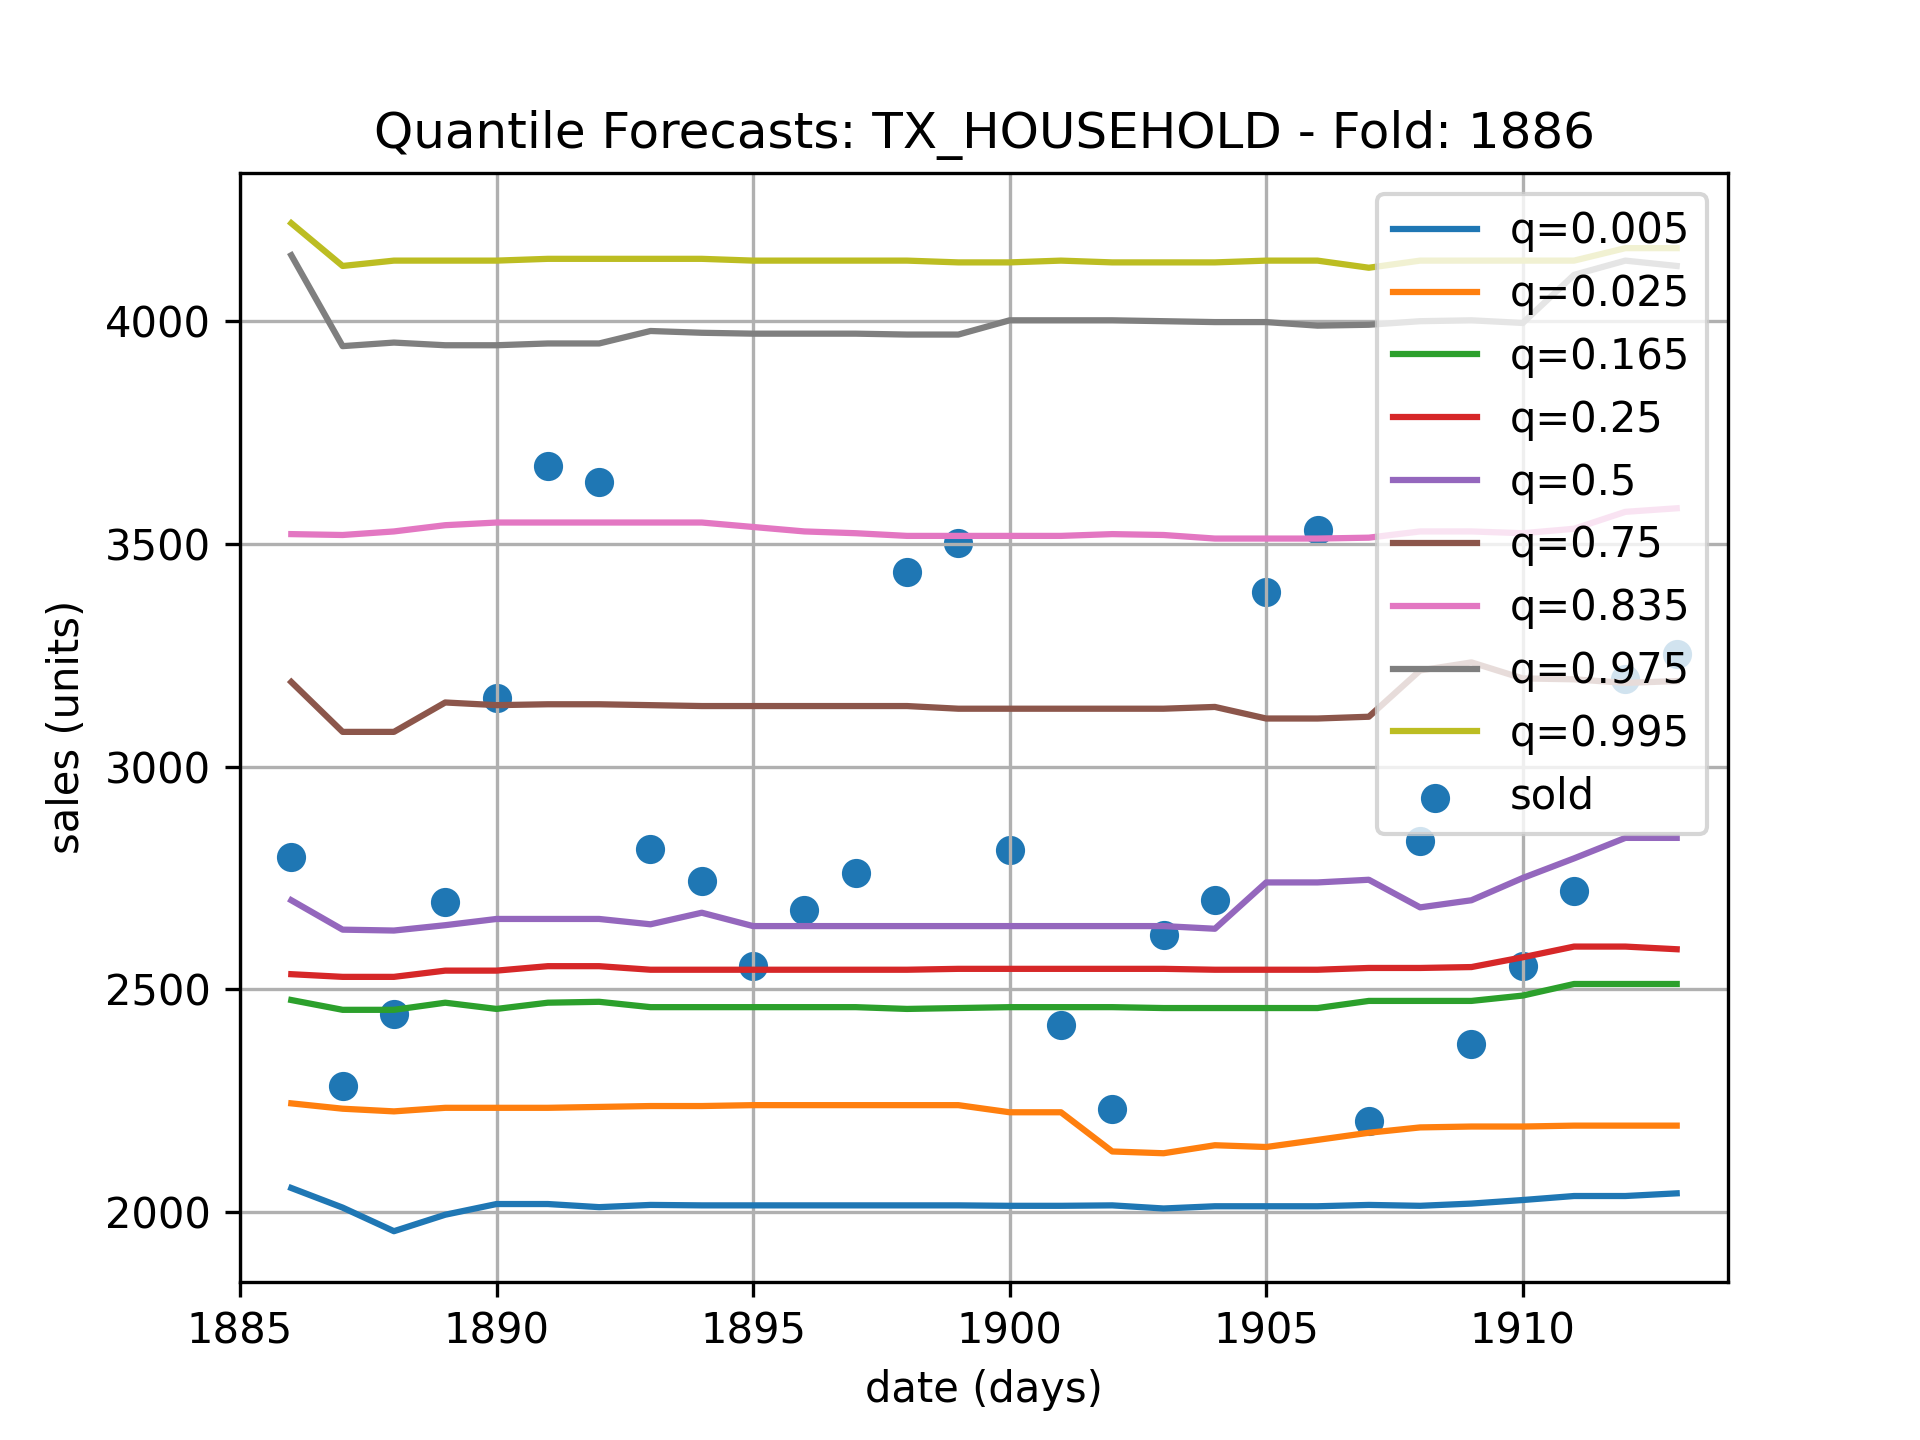 Quantile Forecasts: TX_HOUSEHOLD - Fold: 1886
q=0.005
q=0.025
q=0.165
q=0.25
q=0.5
q=0.75
q=0.835
q=0.975
q=0.995
sold
sales (units)
4000
3500
3000
2500
2000
1885 1890 1895 1900 1905 1910
date (days)